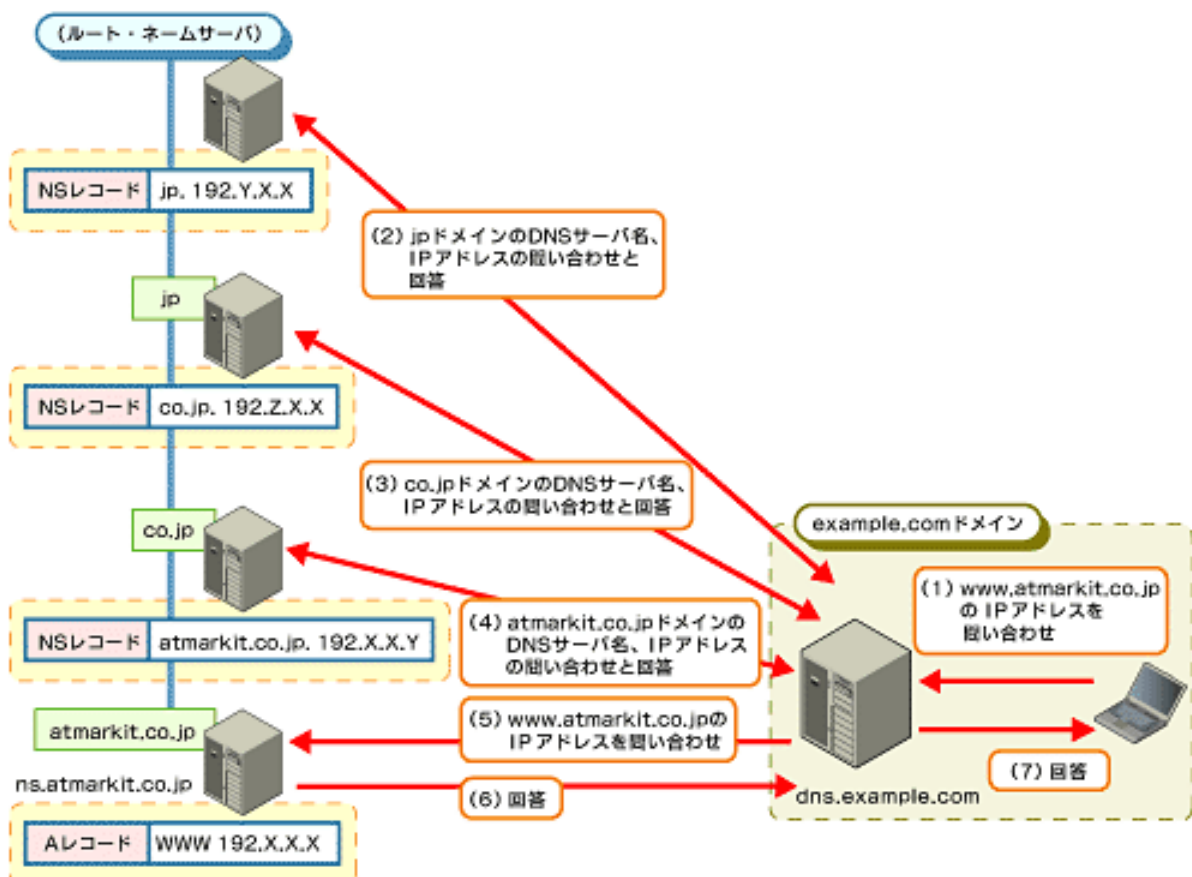 (ルート・ネームサーバ)
NSレコード jp. 192.Y.X.X
(2) jpドメインのDNSサーバ名、
IPアドレスの問い合わせと
回答
jp
NSレコード co.jp. 192.Z.X.X
(3) co.jpドメインのDNSサーバ名、
IPアドレスの問い合わせと回答
co.jp
NSレコード atmarkit.co.jp. 192.X.X.Y
(4) atmarkit.co.jpドメインの
DNSサーバ名、IPアドレス
の問い合わせと回答
example.comドメイン
(1) www.atmarkit.co.jp
の IPアドレスを
問い合わせ
atmarkit.co.jp
(5) www.atmarkit.co.jpの
IPアドレスを問い合わせ
ns.atmarkit.co.jp
(6) 回答
(7) 回答
dns.example.com
Aレコード WWW 192.X.X.X